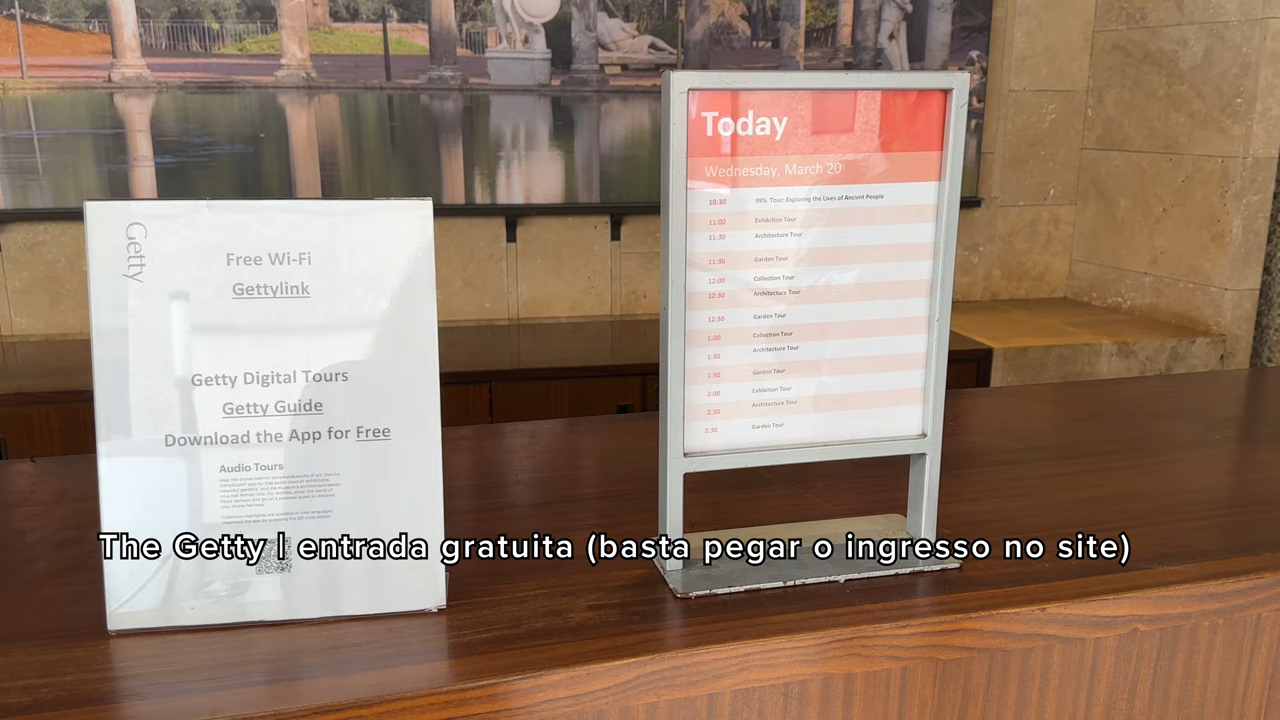 Getty
Free Wi-Fi
Gettylink
Getty Digital Tours
Getty Guide
Download the App for Free
Audio Tours
Today
Wednesday, March 20
10:30 99% Tour: Exploring the Lives of Ancient People
11:00 Exhibition Tour
11:30 Architecture Tour
11:30 Garden Tour
12:00 Collection Tour
12:30 Architecture Tour
12:30 Garden Tour
1:00 Collection Tour
1:30 Architecture Tour
1:30 Garden Tour
2:00 Exhibition Tour
2:30 Architecture Tour
2:30 Garden Tour
The Getty | entrada gratuita (basta pegar o ingresso no site)